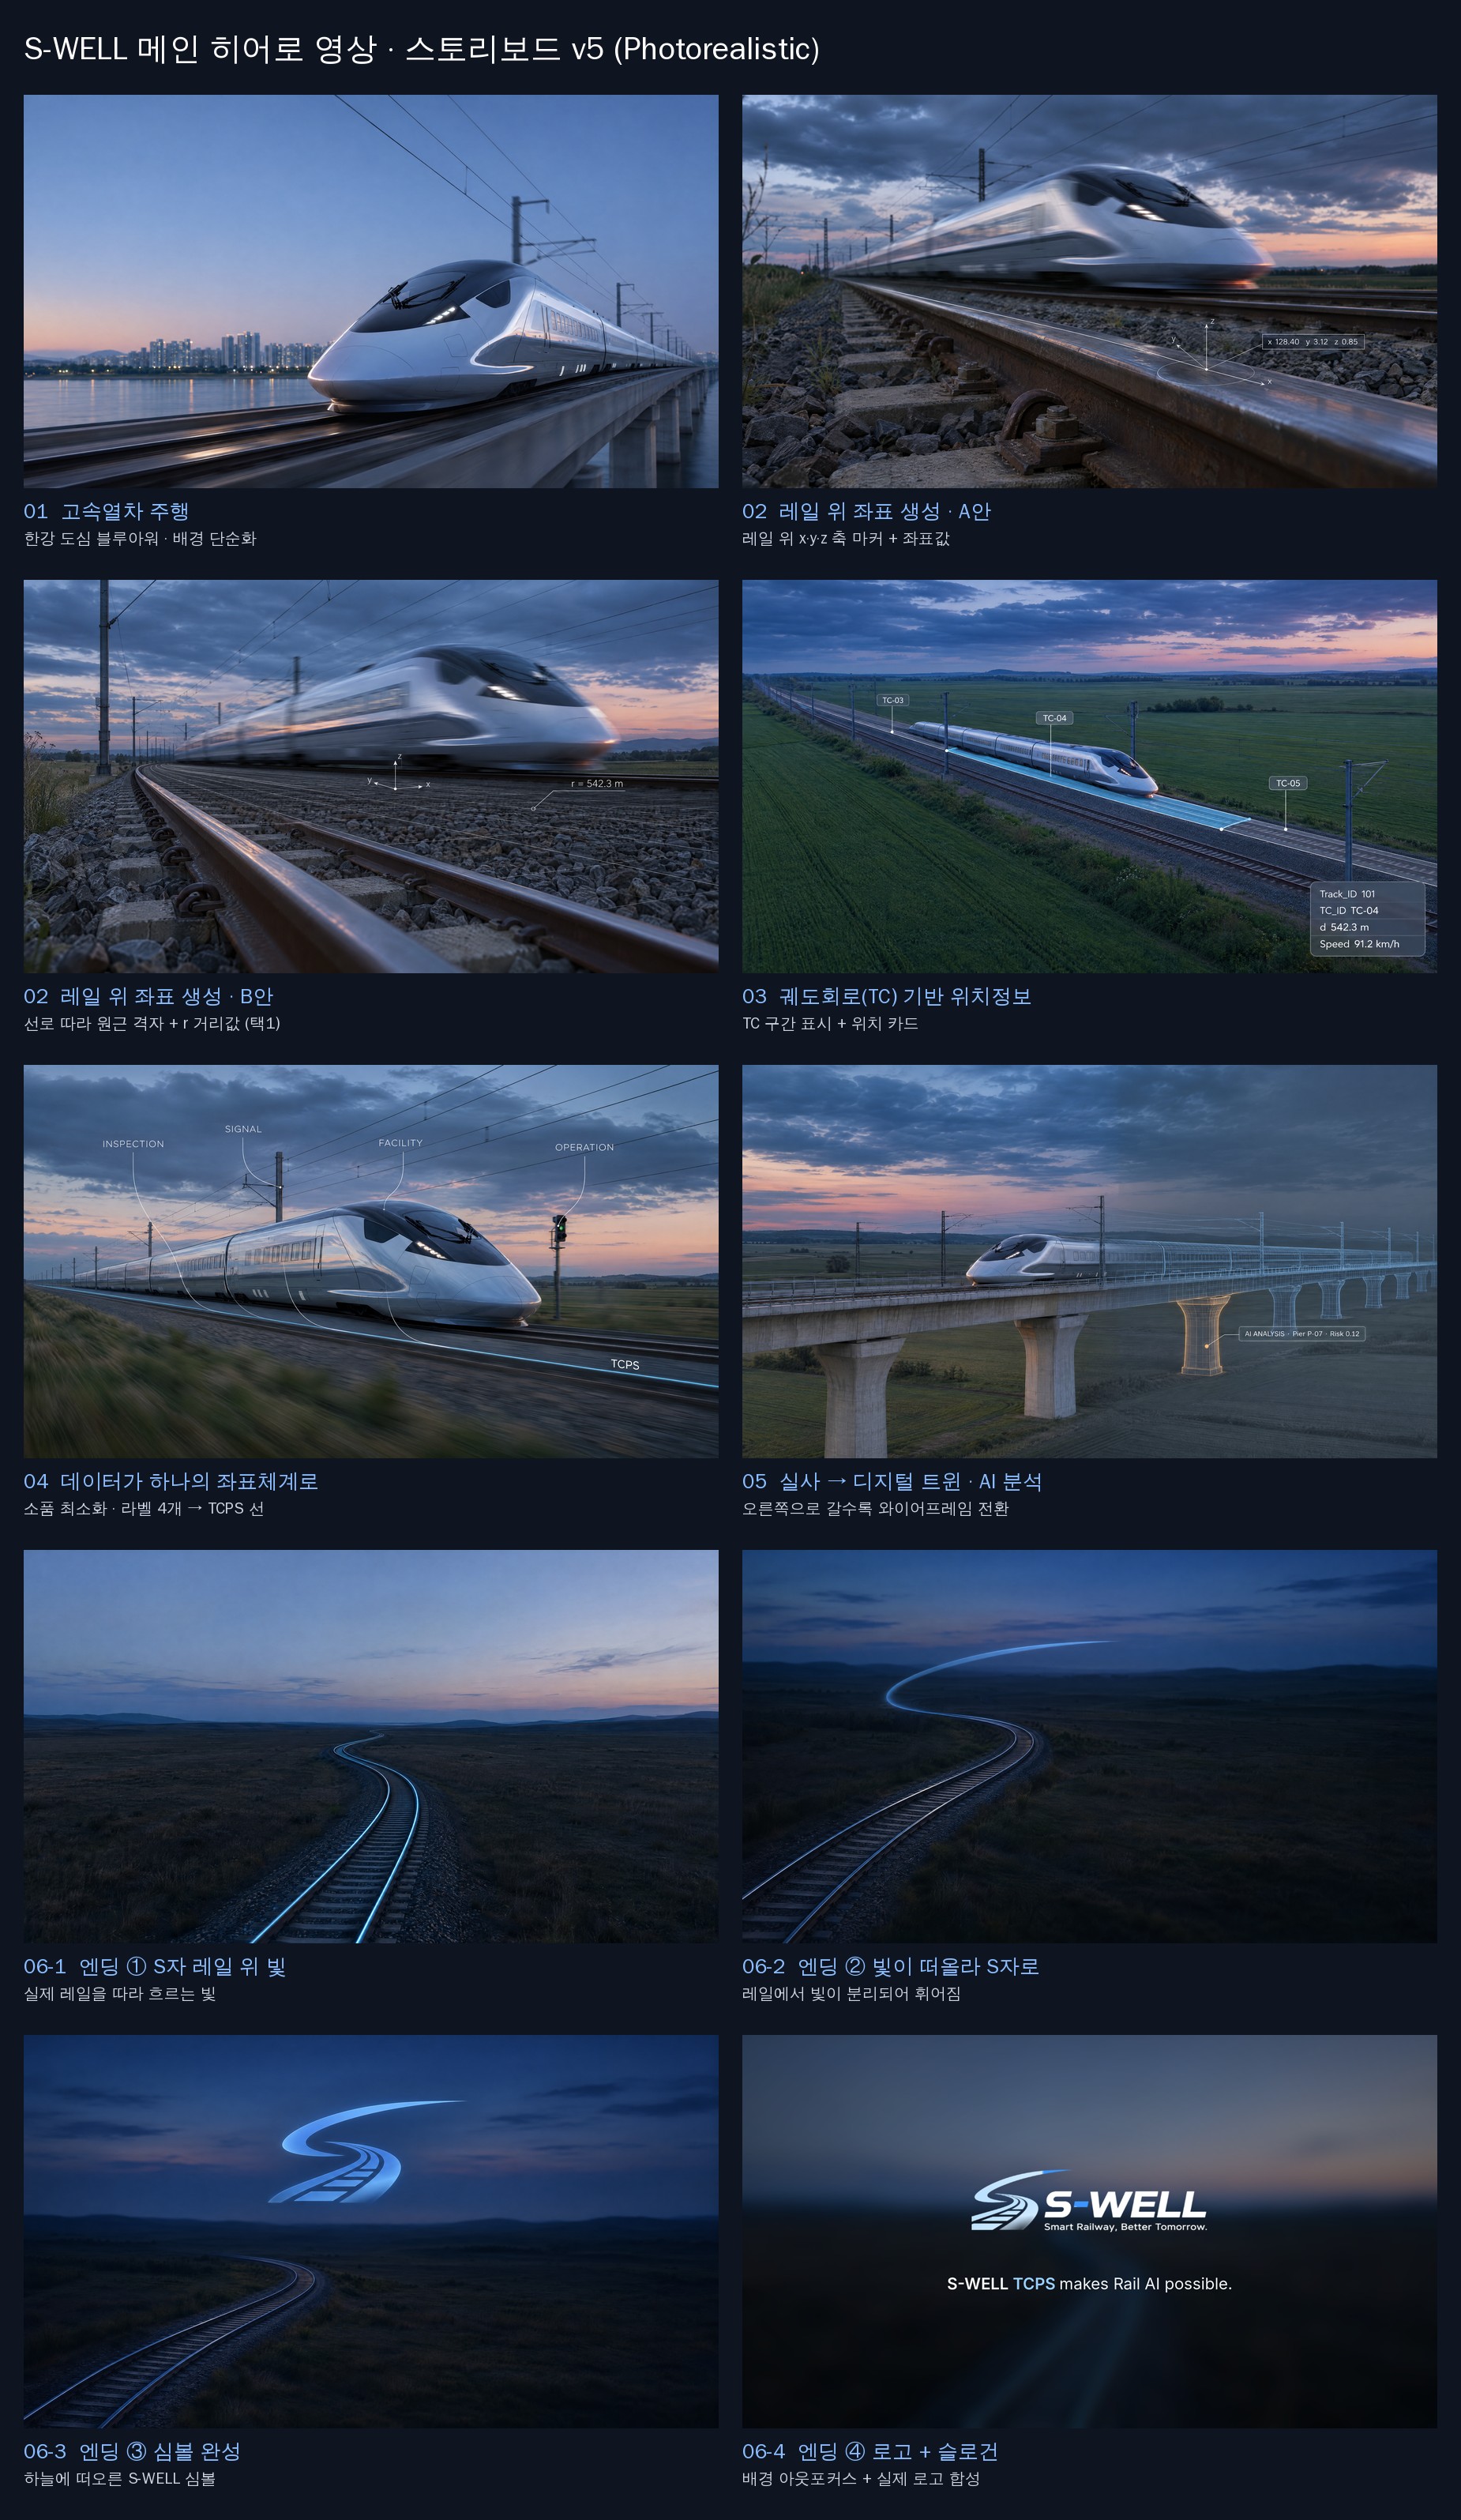 S-WELL 메인 히어로 영상 · 스토리보드 v5 (Photorealistic)
01 고속열차 주행
한강 도심 블루아워 · 배경 단순화
z
y
x
x 128.40 y 3.12 z 0.85
02 레일 위 좌표 생성 · A안
레일 위 x·y·z 축 마커 + 좌표값
z
y
x
r = 542.3 m
02 레일 위 좌표 생성 · B안
선로 따라 원근 격자 + r 거리값 (택1)
TC-03
TC-04
TC-05
Track_ID 101
TC_ID TC-04
d 542.3 m
Speed 91.2 km/h
03 궤도회로(TC) 기반 위치정보
TC 구간 표시 + 위치 카드
INSPECTION
SIGNAL
FACILITY
OPERATION
TCPS
04 데이터가 하나의 좌표체계로
소품 최소화 · 라벨 4개 → TCPS 선
AI ANALYSIS · Pier P-07 · Risk 0.12
05 실사 → 디지털 트윈 · AI 분석
오른쪽으로 갈수록 와이어프레임 전환
06-1 엔딩 ① S자 레일 위 빛
실제 레일을 따라 흐르는 빛
06-2 엔딩 ② 빛이 떠올라 S자로
레일에서 빛이 분리되어 휘어짐
06-3 엔딩 ③ 심볼 완성
하늘에 떠오른 S-WELL 심볼
S-WELL
Smart Railway, Better Tomorrow.
S-WELL TCPS makes Rail AI possible.
06-4 엔딩 ④ 로고 + 슬로건
배경 아웃포커스 + 실제 로고 합성